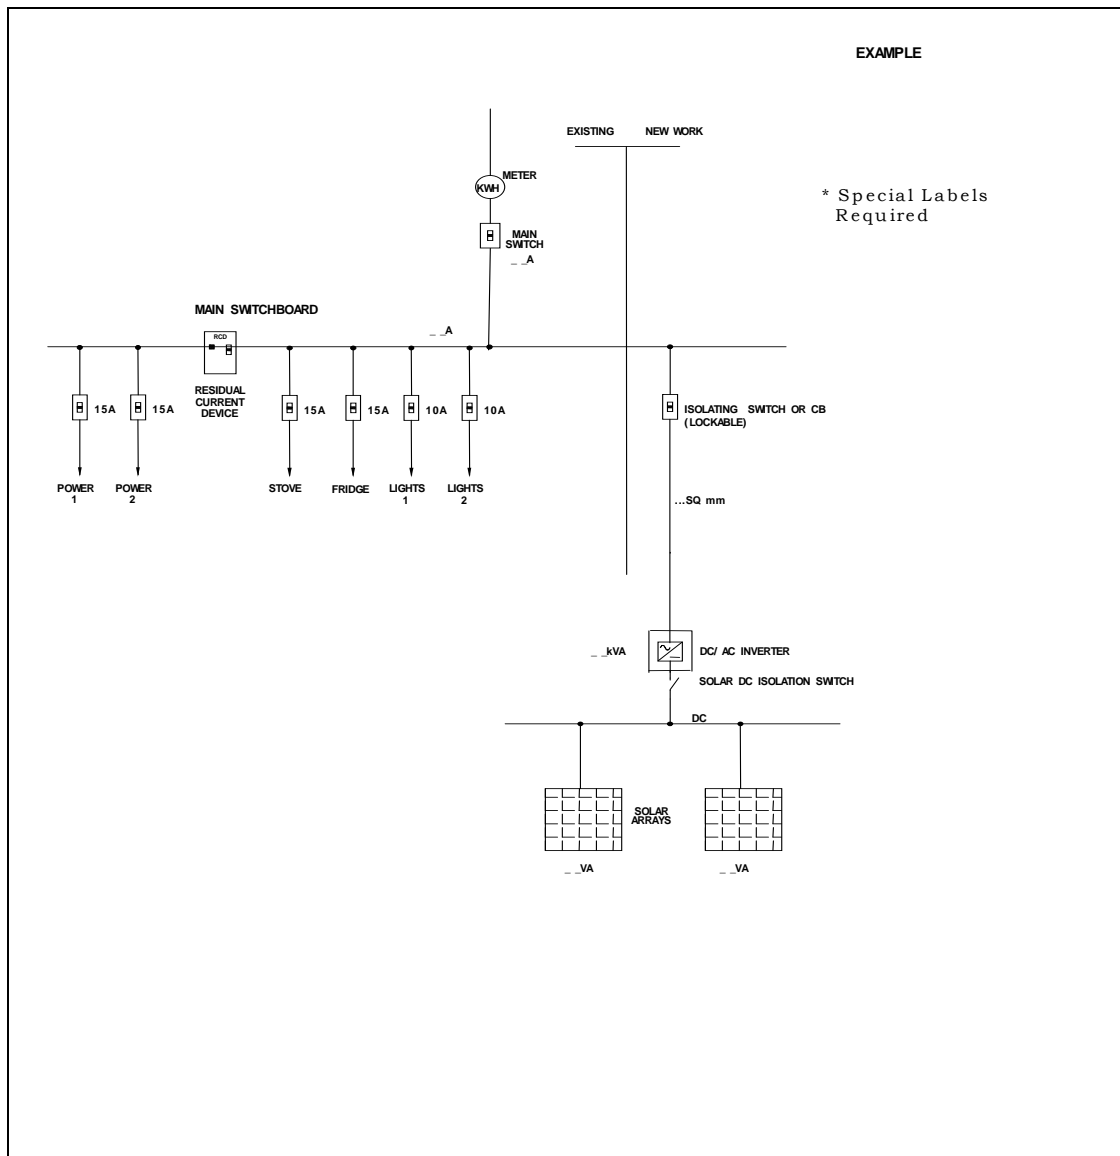 EXAMPLE
EXISTING NEW WORK
METER
KWH
* Special Labels
Required
MAIN
SWITCH
_ _A
MAIN SWITCHBOARD
_ _A
RCD
RESIDUAL
CURRENT
DEVICE
15A
15A
15A
15A
10A
10A
ISOLATING SWITCH OR CB
(LOCKABLE)
POWER
1
POWER
2
STOVE
FRIDGE
LIGHTS
1
LIGHTS
2
...SQ mm
_ _kVA
DC/ AC INVERTER
SOLAR DC ISOLATION SWITCH
DC
SOLAR
ARRAYS
_ _VA
_ _VA